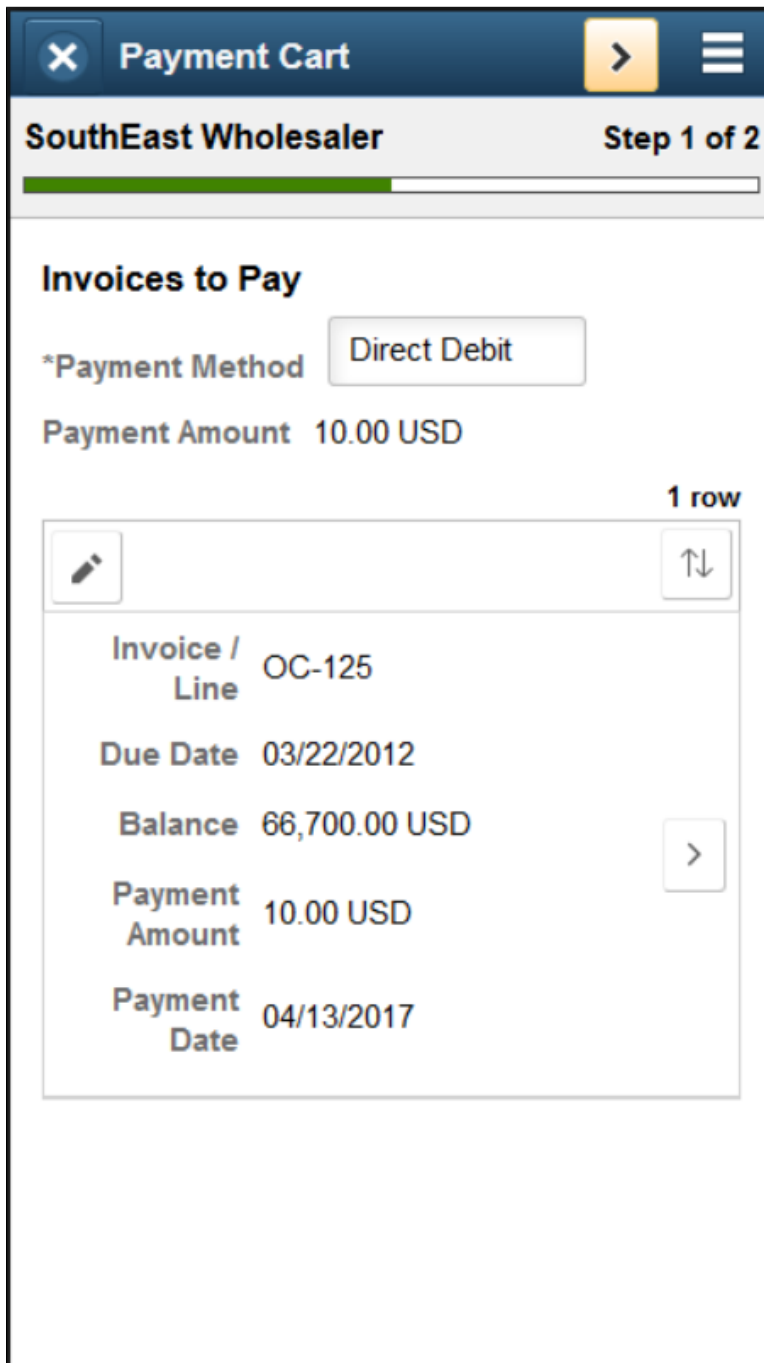 Payment Cart
SouthEast Wholesaler Step 1 of 2
Invoices to Pay
*Payment Method Direct Debit
Payment Amount 10.00 USD
1 row
Invoice / Line OC-125
Due Date 03/22/2012
Balance 66,700.00 USD
Payment Amount 10.00 USD
Payment Date 04/13/2017